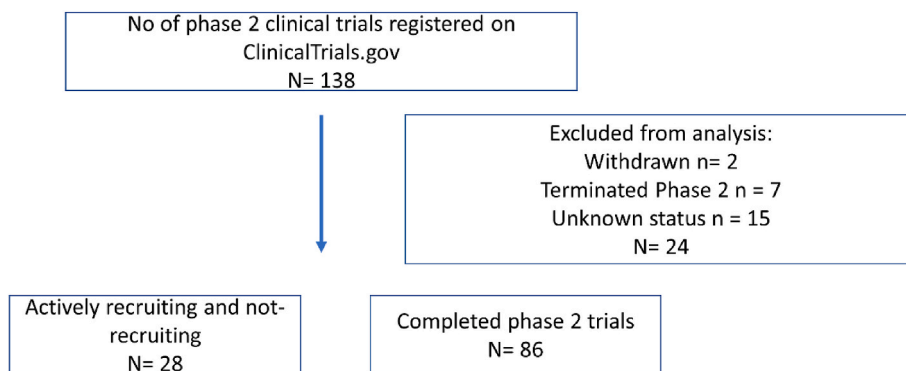 No of phase 2 clinical trials registered on
ClinicalTrials.gov
N= 138
Excluded from analysis:
Withdrawn n= 2
Terminated Phase 2 n = 7
Unknown status n = 15
N= 24
Actively recruiting and not-
recruiting
N= 28
Completed phase 2 trials
N= 86